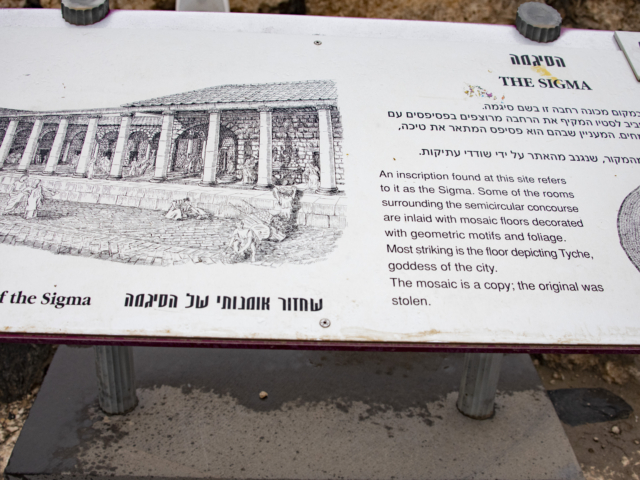 הסיגמה
THE SIGMA
במקום מכונה רחבה זו בשם סיגמה.
לסטיו המקיף את הרחבה מרוצפים בפסיפסים עם
המעניין שבהם הוא פסיפס המתאר את טיכה,
שנגנב מהאתר על ידי שודדי עתיקות.
An inscription found at this site refers
to it as the Sigma. Some of the rooms
surrounding the semicircular concourse
are inlaid with mosaic floors decorated
with geometric motifs and foliage.
Most striking is the floor depicting Tyche,
goddess of the city.
The mosaic is a copy; the original was
stolen.
of the Sigma
שחזור אומנותי של הסיגמה